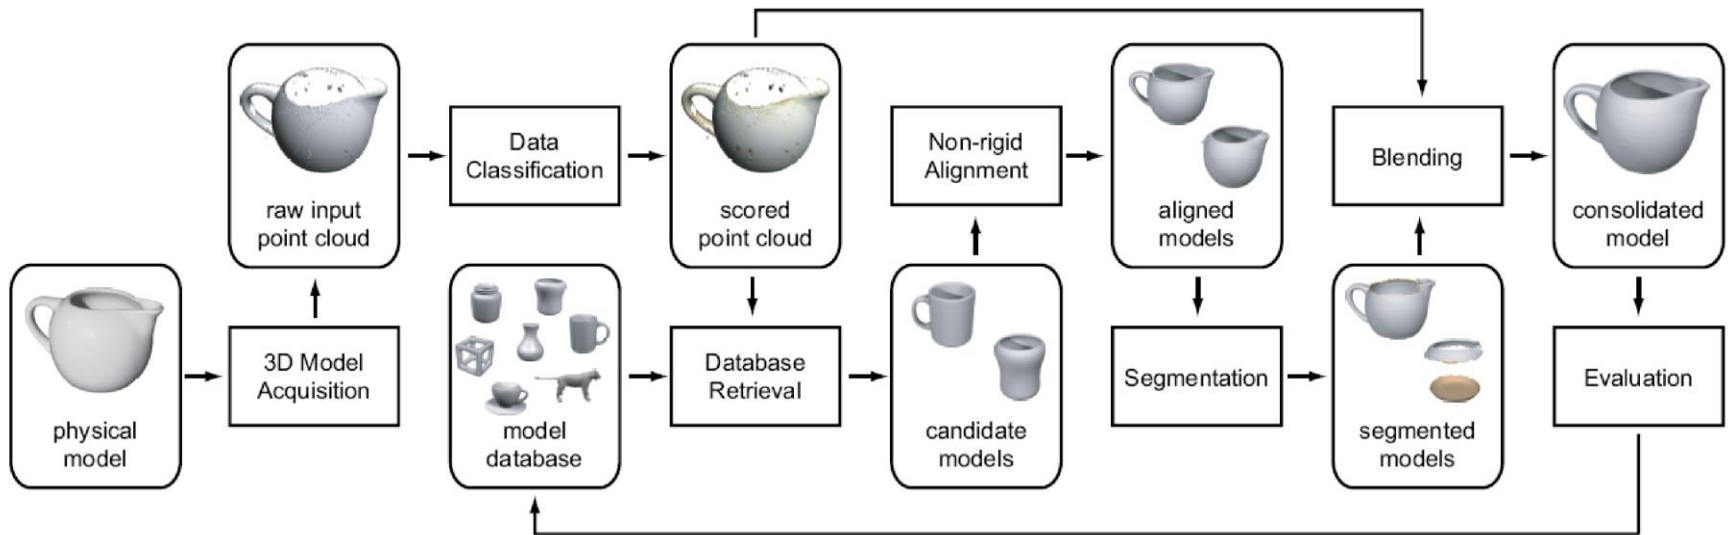 physical
model
3D Model
Acquisition
raw input
point cloud
Data
Classification
scored
point cloud
model
database
Database
Retrieval
candidate
models
Non-rigid
Alignment
aligned
models
Segmentation
segmented
models
Blending
consolidated
model
Evaluation